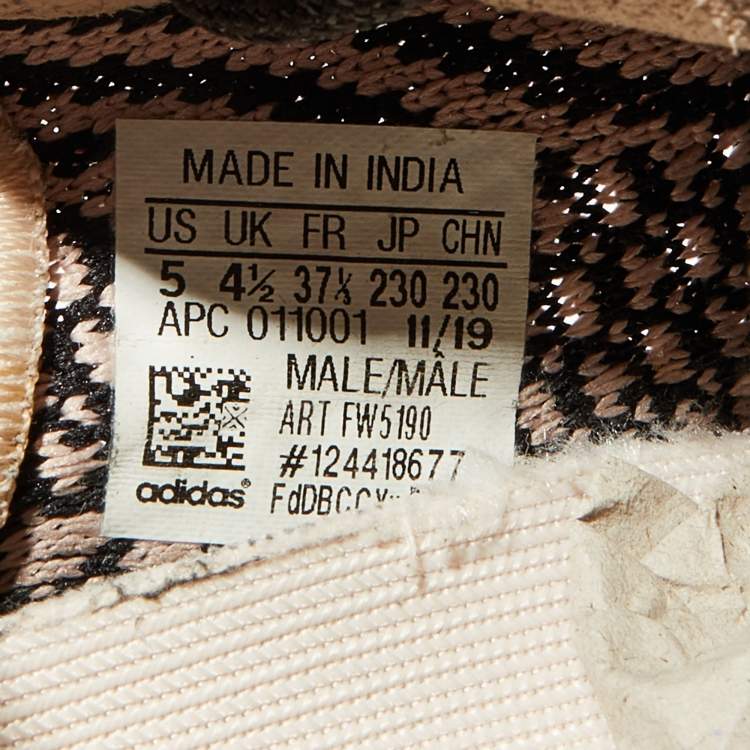 MADE IN INDIA
US UK FR JP CHN
5 4½ 37⅓ 230 230
APC 011001 11/19
MALE/MÂLE
ART FW5190
#124418677
adidas®